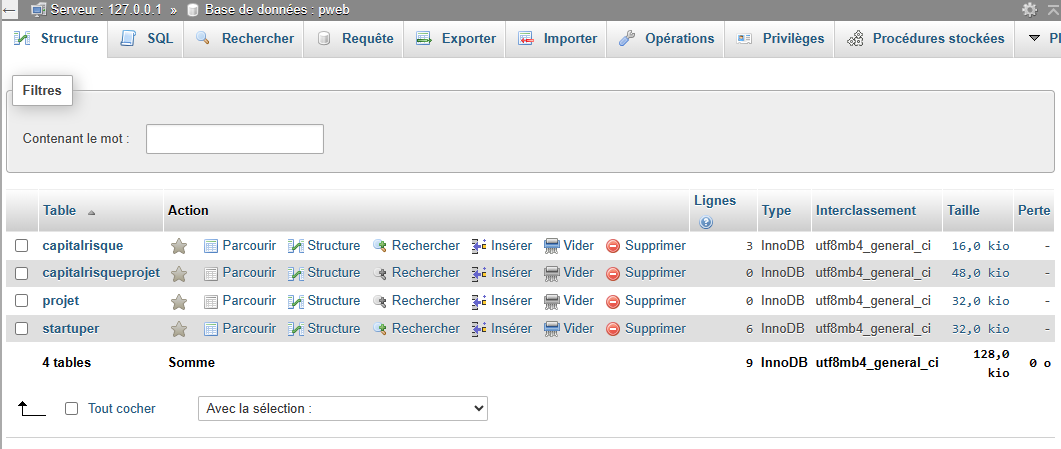 Serveur : 127.0.0.1 » Base de données : pweb
Structure SQL Rechercher Requête Exporter Importer Opérations Privilèges Procédures stockées
Filtres
Contenant le mot :
Table Action Lignes Type Interclassement Taille Perte
capitalrisque Parcourir Structure Rechercher Insérer Vider Supprimer 3 InnoDB utf8mb4_general_ci 16,0 kio -
capitalrisqueprojet Parcourir Structure Rechercher Insérer Vider Supprimer 0 InnoDB utf8mb4_general_ci 48,0 kio -
projet Parcourir Structure Rechercher Insérer Vider Supprimer 0 InnoDB utf8mb4_general_ci 32,0 kio -
startuper Parcourir Structure Rechercher Insérer Vider Supprimer 6 InnoDB utf8mb4_general_ci 32,0 kio -
4 tables Somme 9 InnoDB utf8mb4_general_ci 128,0 kio 0 o
Tout cocher Avec la sélection :